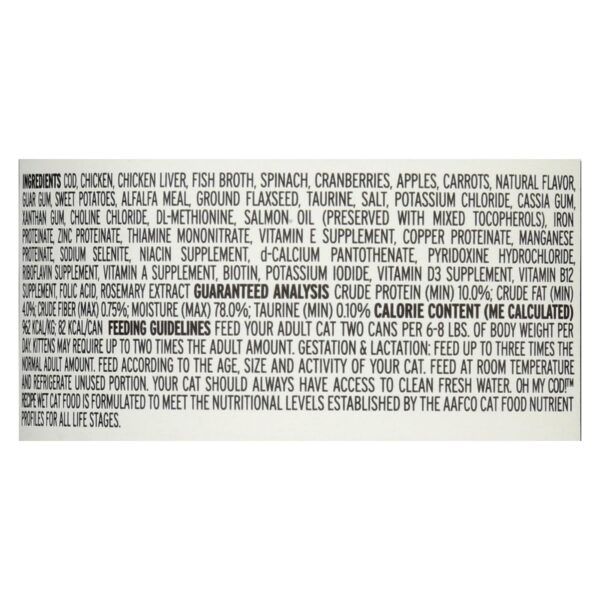 INGREDIENTS COD, CHICKEN, CHICKEN LIVER, FISH BROTH, SPINACH, CRANBERRIES, APPLES, CARROTS, NATURAL FLAVOR,
GUAR GUM, SWEET POTATOES, ALFALFA MEAL, GROUND FLAXSEED, TAURINE, SALT, POTASSIUM CHLORIDE, CASSIA GUM,
XANTHAN GUM, CHOLINE CHLORIDE, DL-METHIONINE, SALMON OIL (PRESERVED WITH MIXED TOCOPHEROLS), IRON
PROTEINATE, ZINC PROTEINATE, THIAMINE MONONITRATE, VITAMIN E SUPPLEMENT, COPPER PROTEINATE, MANGANESE
PROTEINATE, SODIUM SELENITE, NIACIN SUPPLEMENT, d-CALCIUM PANTOTHENATE, PYRIDOXINE HYDROCHLORIDE,
RIBOFLAVIN SUPPLEMENT, VITAMIN A SUPPLEMENT, BIOTIN, POTASSIUM IODIDE, VITAMIN D3 SUPPLEMENT, VITAMIN B12
SUPPLEMENT, FOLIC ACID, ROSEMARY EXTRACT GUARANTEED ANALYSIS CRUDE PROTEIN (MIN) 10.0%; CRUDE FAT (MIN)
4.0%; CRUDE FIBER (MAX) 0.75%; MOISTURE (MAX) 78.0%; TAURINE (MIN) 0.10% CALORIE CONTENT (ME CALCULATED)
962 KCAL/KG; 82 KCAL/CAN FEEDING GUIDELINES FEED YOUR ADULT CAT TWO CANS PER 6-8 LBS. OF BODY WEIGHT PER
DAY. KITTENS MAY REQUIRE UP TO TWO TIMES THE ADULT AMOUNT. GESTATION & LACTATION: FEED UP TO THREE TIMES THE
NORMAL ADULT AMOUNT. FEED ACCORDING TO THE AGE, SIZE AND ACTIVITY OF YOUR CAT. FEED AT ROOM TEMPERATURE
AND REFRIGERATE UNUSED PORTION. YOUR CAT SHOULD ALWAYS HAVE ACCESS TO CLEAN FRESH WATER. OH MY COD!™
RECIPE WET CAT FOOD IS FORMULATED TO MEET THE NUTRITIONAL LEVELS ESTABLISHED BY THE AAFCO CAT FOOD NUTRIENT
PROFILES FOR ALL LIFE STAGES.